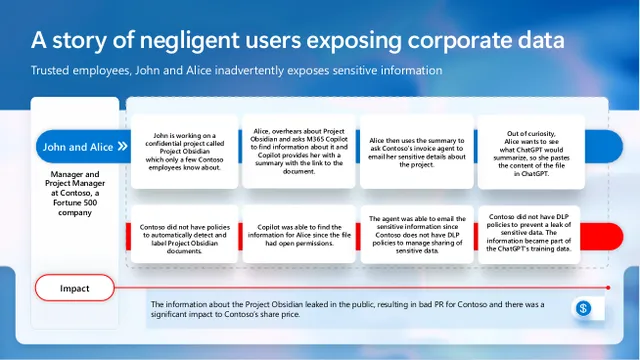 A story of negligent users exposing corporate data
Trusted employees, John and Alice inadvertently exposes sensitive information
John and Alice
Manager and
Project Manager
at Contoso, a
Fortune 500
company
John is working on a
confidential project called
Project Obsidian
which only a few Contoso
employees know about.
Alice, overhears about Project
Obsidian and asks M365 Copilot
to find information about it and
Copilot provides her with a
summary with the link to the
document.
Alice then uses the summary to
ask Contoso's invoice agent to
email her sensitive details about
the project.
Out of curiosity,
Alice wants to see
what ChatGPT would
summarize, so she pastes
the content of the file
in ChatGPT.
Contoso did not have policies
to automatically detect and
label Project Obsidian
documents.
Copilot was able to find the
information for Alice since the file
had open permissions.
The agent was able to email the
sensitive information since
Contoso does not have DLP
policies to manage sharing of
sensitive data.
Contoso did not have DLP
policies to prevent a leak of
sensitive data. The
information became part of
the ChatGPT's training data.
Impact
The information about the Project Obsidian leaked in the public, resulting in bad PR for Contoso and there was a
significant impact to Contoso's share price.
$